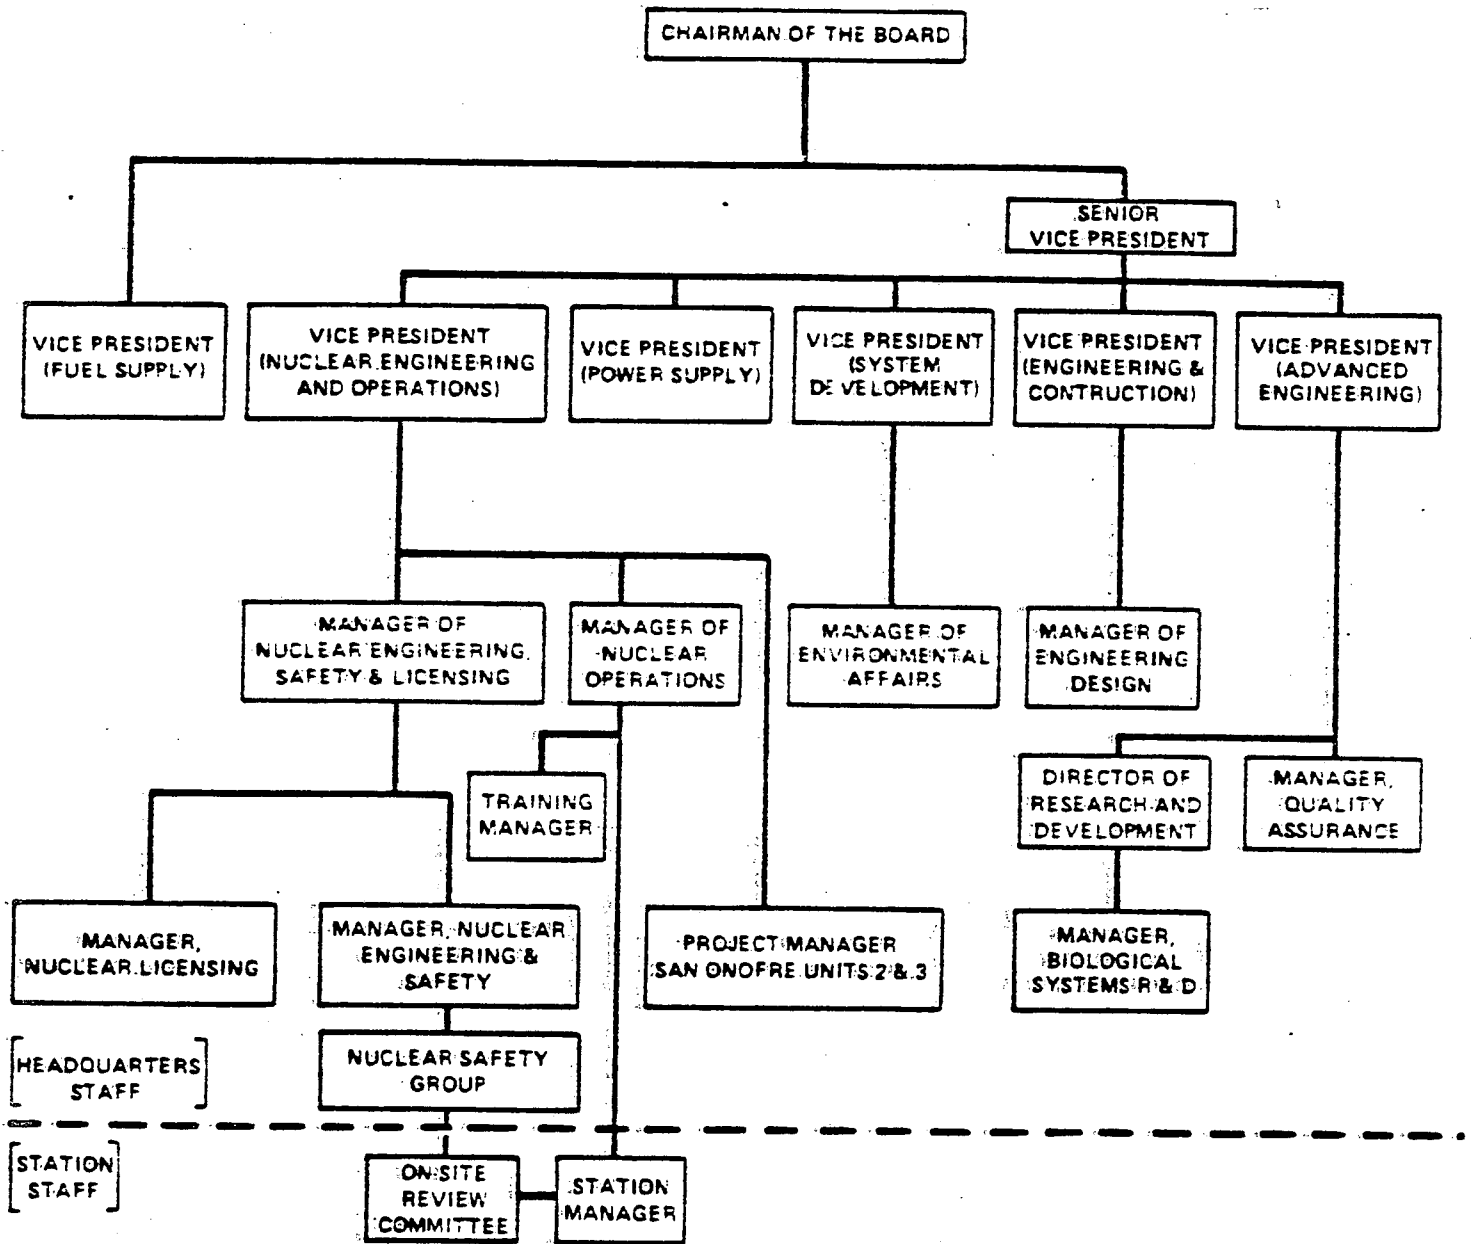 CHAIRMAN OF THE BOARD
SENIOR
VICE PRESIDENT
VICE PRESIDENT
(FUEL SUPPLY)
VICE PRESIDENT
(NUCLEAR ENGINEERING
AND OPERATIONS)
VICE PRESIDENT
(POWER SUPPLY)
VICE PRESIDENT
(SYSTEM
DEVELOPMENT)
VICE PRESIDENT
(ENGINEERING &
CONTRUCTION)
VICE PRESIDENT
(ADVANCED
ENGINEERING)
MANAGER OF
NUCLEAR ENGINEERING,
SAFETY & LICENSING
MANAGER OF
NUCLEAR
OPERATIONS
MANAGER OF
ENVIRONMENTAL
AFFAIRS
MANAGER OF
ENGINEERING
DESIGN
TRAINING
MANAGER
DIRECTOR OF
RESEARCH AND
DEVELOPMENT
MANAGER,
QUALITY
ASSURANCE
MANAGER,
NUCLEAR LICENSING
MANAGER, NUCLEAR
ENGINEERING &
SAFETY
PROJECT MANAGER
SAN ONOFRE UNITS 2 & 3
MANAGER,
BIOLOGICAL
SYSTEMS R & D
[HEADQUARTERS
STAFF]
NUCLEAR SAFETY
GROUP
[STATION
STAFF]
ON SITE
REVIEW
COMMITTEE
STATION
MANAGER